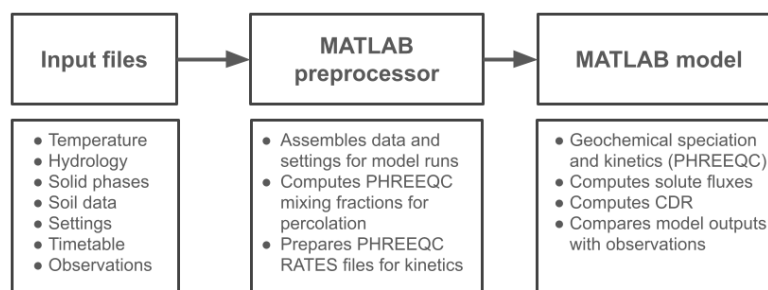 Input files
● Temperature
● Hydrology
● Solid phases
● Soil data
● Settings
● Timetable
● Observations
MATLAB
preprocessor
● Assembles data and
settings for model runs
● Computes PHREEQC
mixing fractions for
percolation
● Prepares PHREEQC
RATES files for kinetics
MATLAB model
● Geochemical speciation
and kinetics (PHREEQC)
● Computes solute fluxes
● Computes CDR
● Compares model outputs
with observations